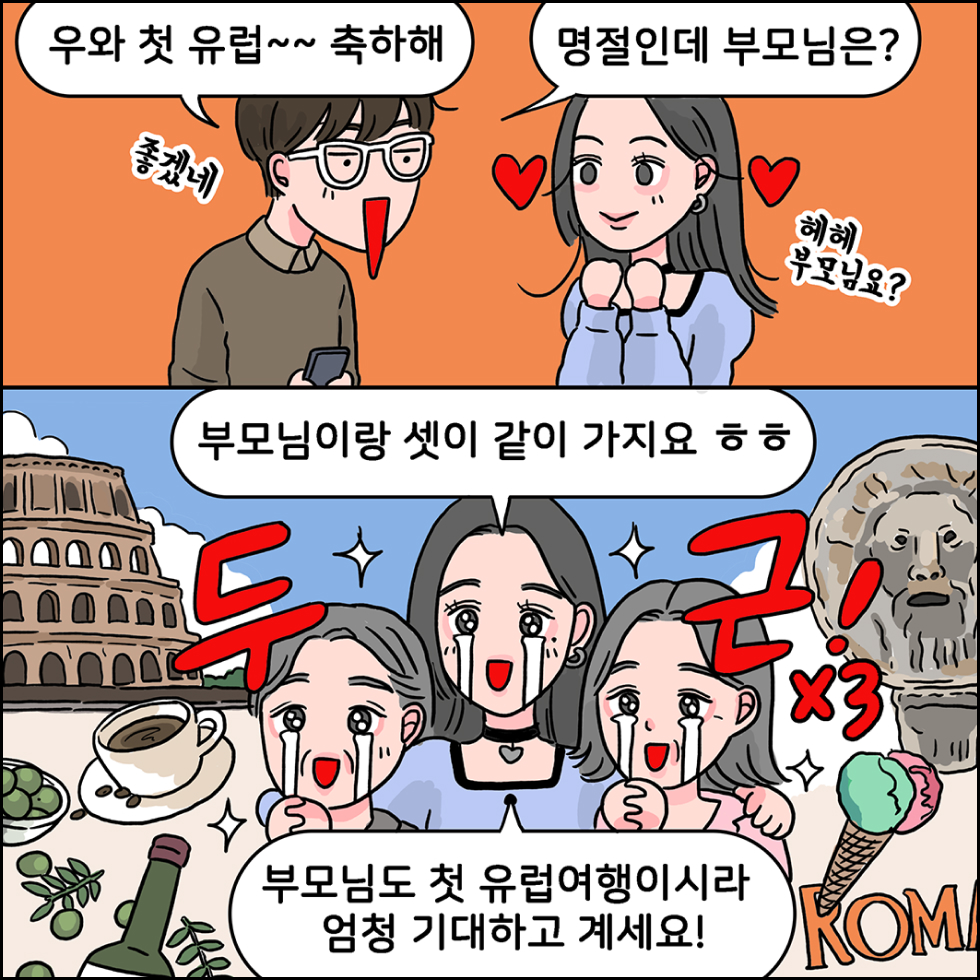 우와 첫 유럽~~ 축하해
명절인데 부모님은?
좋겠네
헤헤
부모님요?
부모님이랑 셋이 같이 가지요 ㅎㅎ
두근! x3
부모님도 첫 유럽여행이시라
엄청 기대하고 계세요!
ROMA